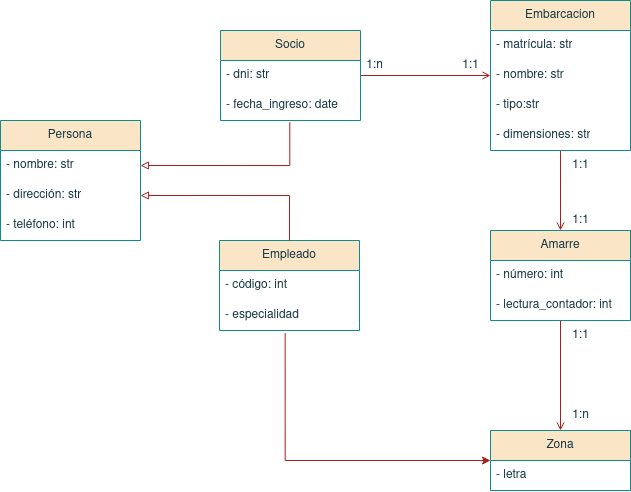 Embarcacion
- matrícula: str
- nombre: str
- tipo:str
- dimensiones: str
Socio
- dni: str
- fecha_ingreso: date
1:n
1:1
Persona
- nombre: str
- dirección: str
- teléfono: int
1:1
1:1
Amarre
- número: int
- lectura_contador: int
Empleado
- código: int
- especialidad
1:1
1:n
Zona
- letra